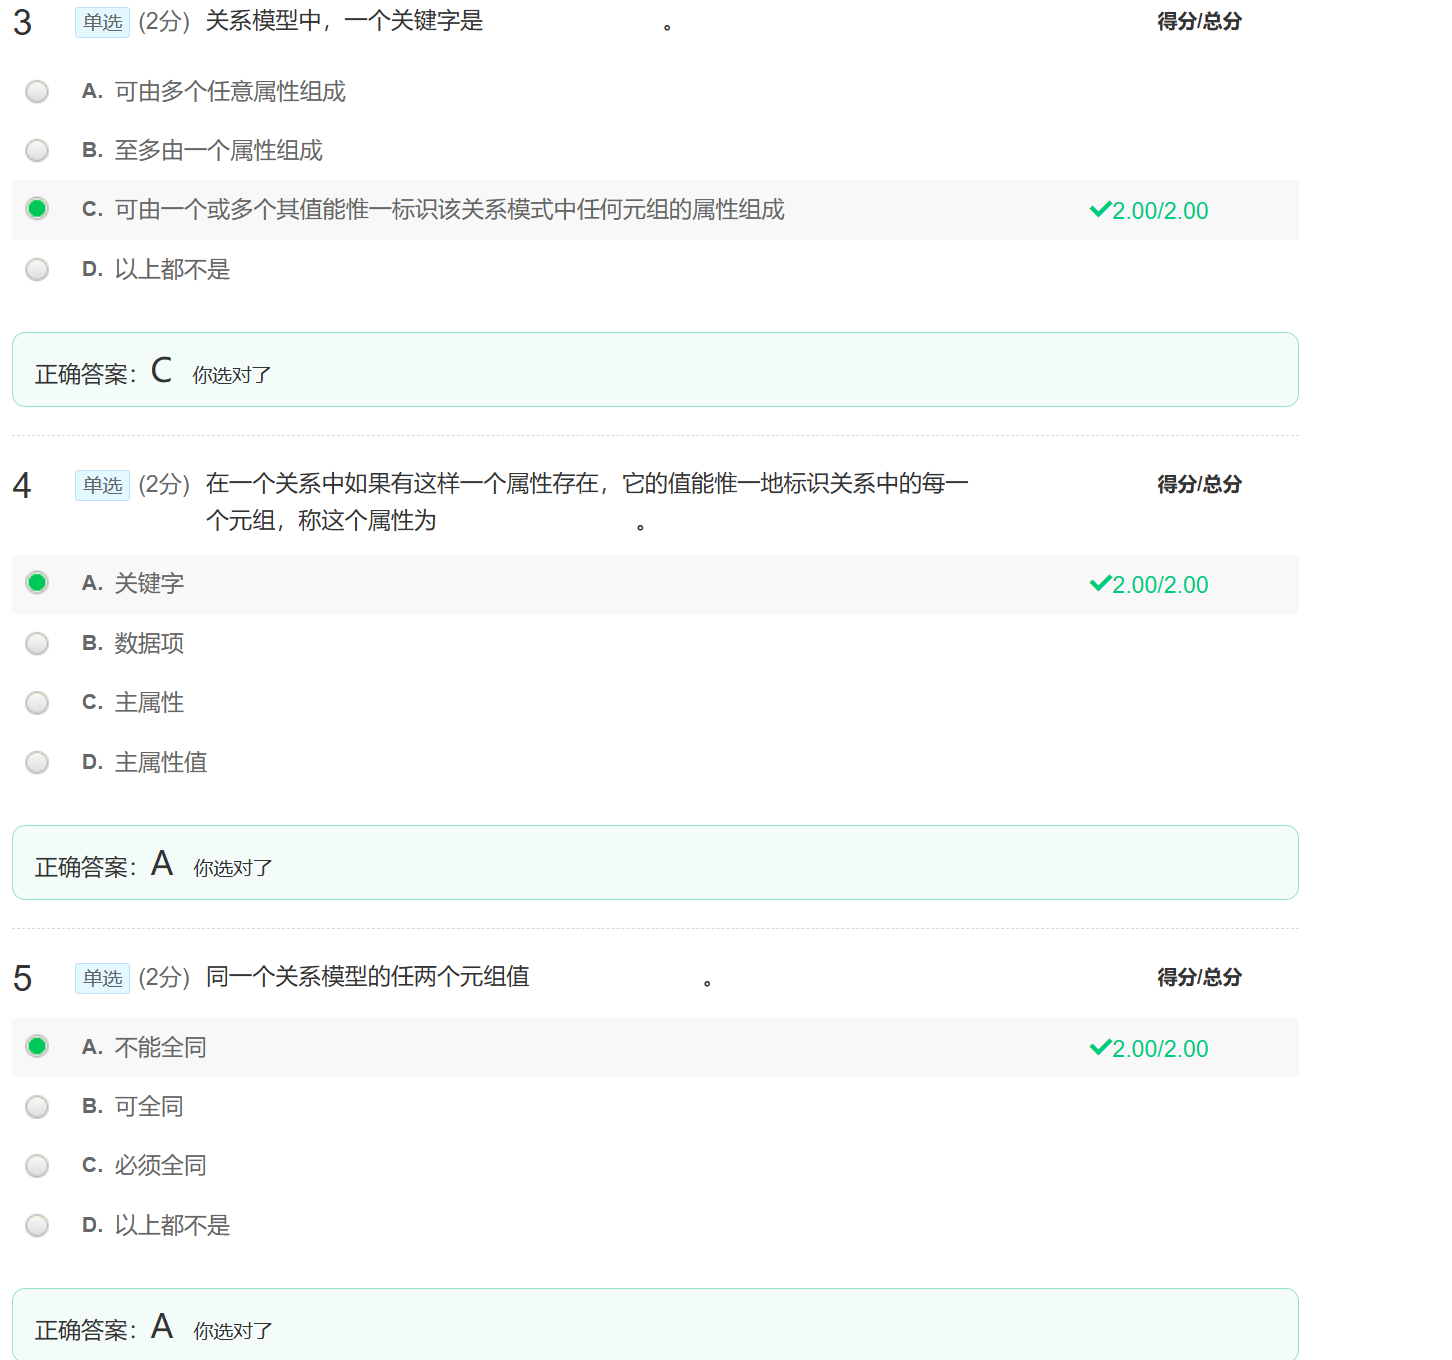 3 单选 (2分) 关系模型中，一个关键字是 。 得分/总分
A. 可由多个任意属性组成
B. 至多由一个属性组成
C. 可由一个或多个其值能惟一标识该关系模式中任何元组的属性组成 2.00/2.00
D. 以上都不是
正确答案：C 你选对了
4 单选 (2分) 在一个关系中如果有这样一个属性存在，它的值能惟一地标识关系中的每一 得分/总分
个元组，称这个属性为 。
A. 关键字 2.00/2.00
B. 数据项
C. 主属性
D. 主属性值
正确答案：A 你选对了
5 单选 (2分) 同一个关系模型的任两个元组值 。 得分/总分
A. 不能全同 2.00/2.00
B. 可全同
C. 必须全同
D. 以上都不是
正确答案：A 你选对了